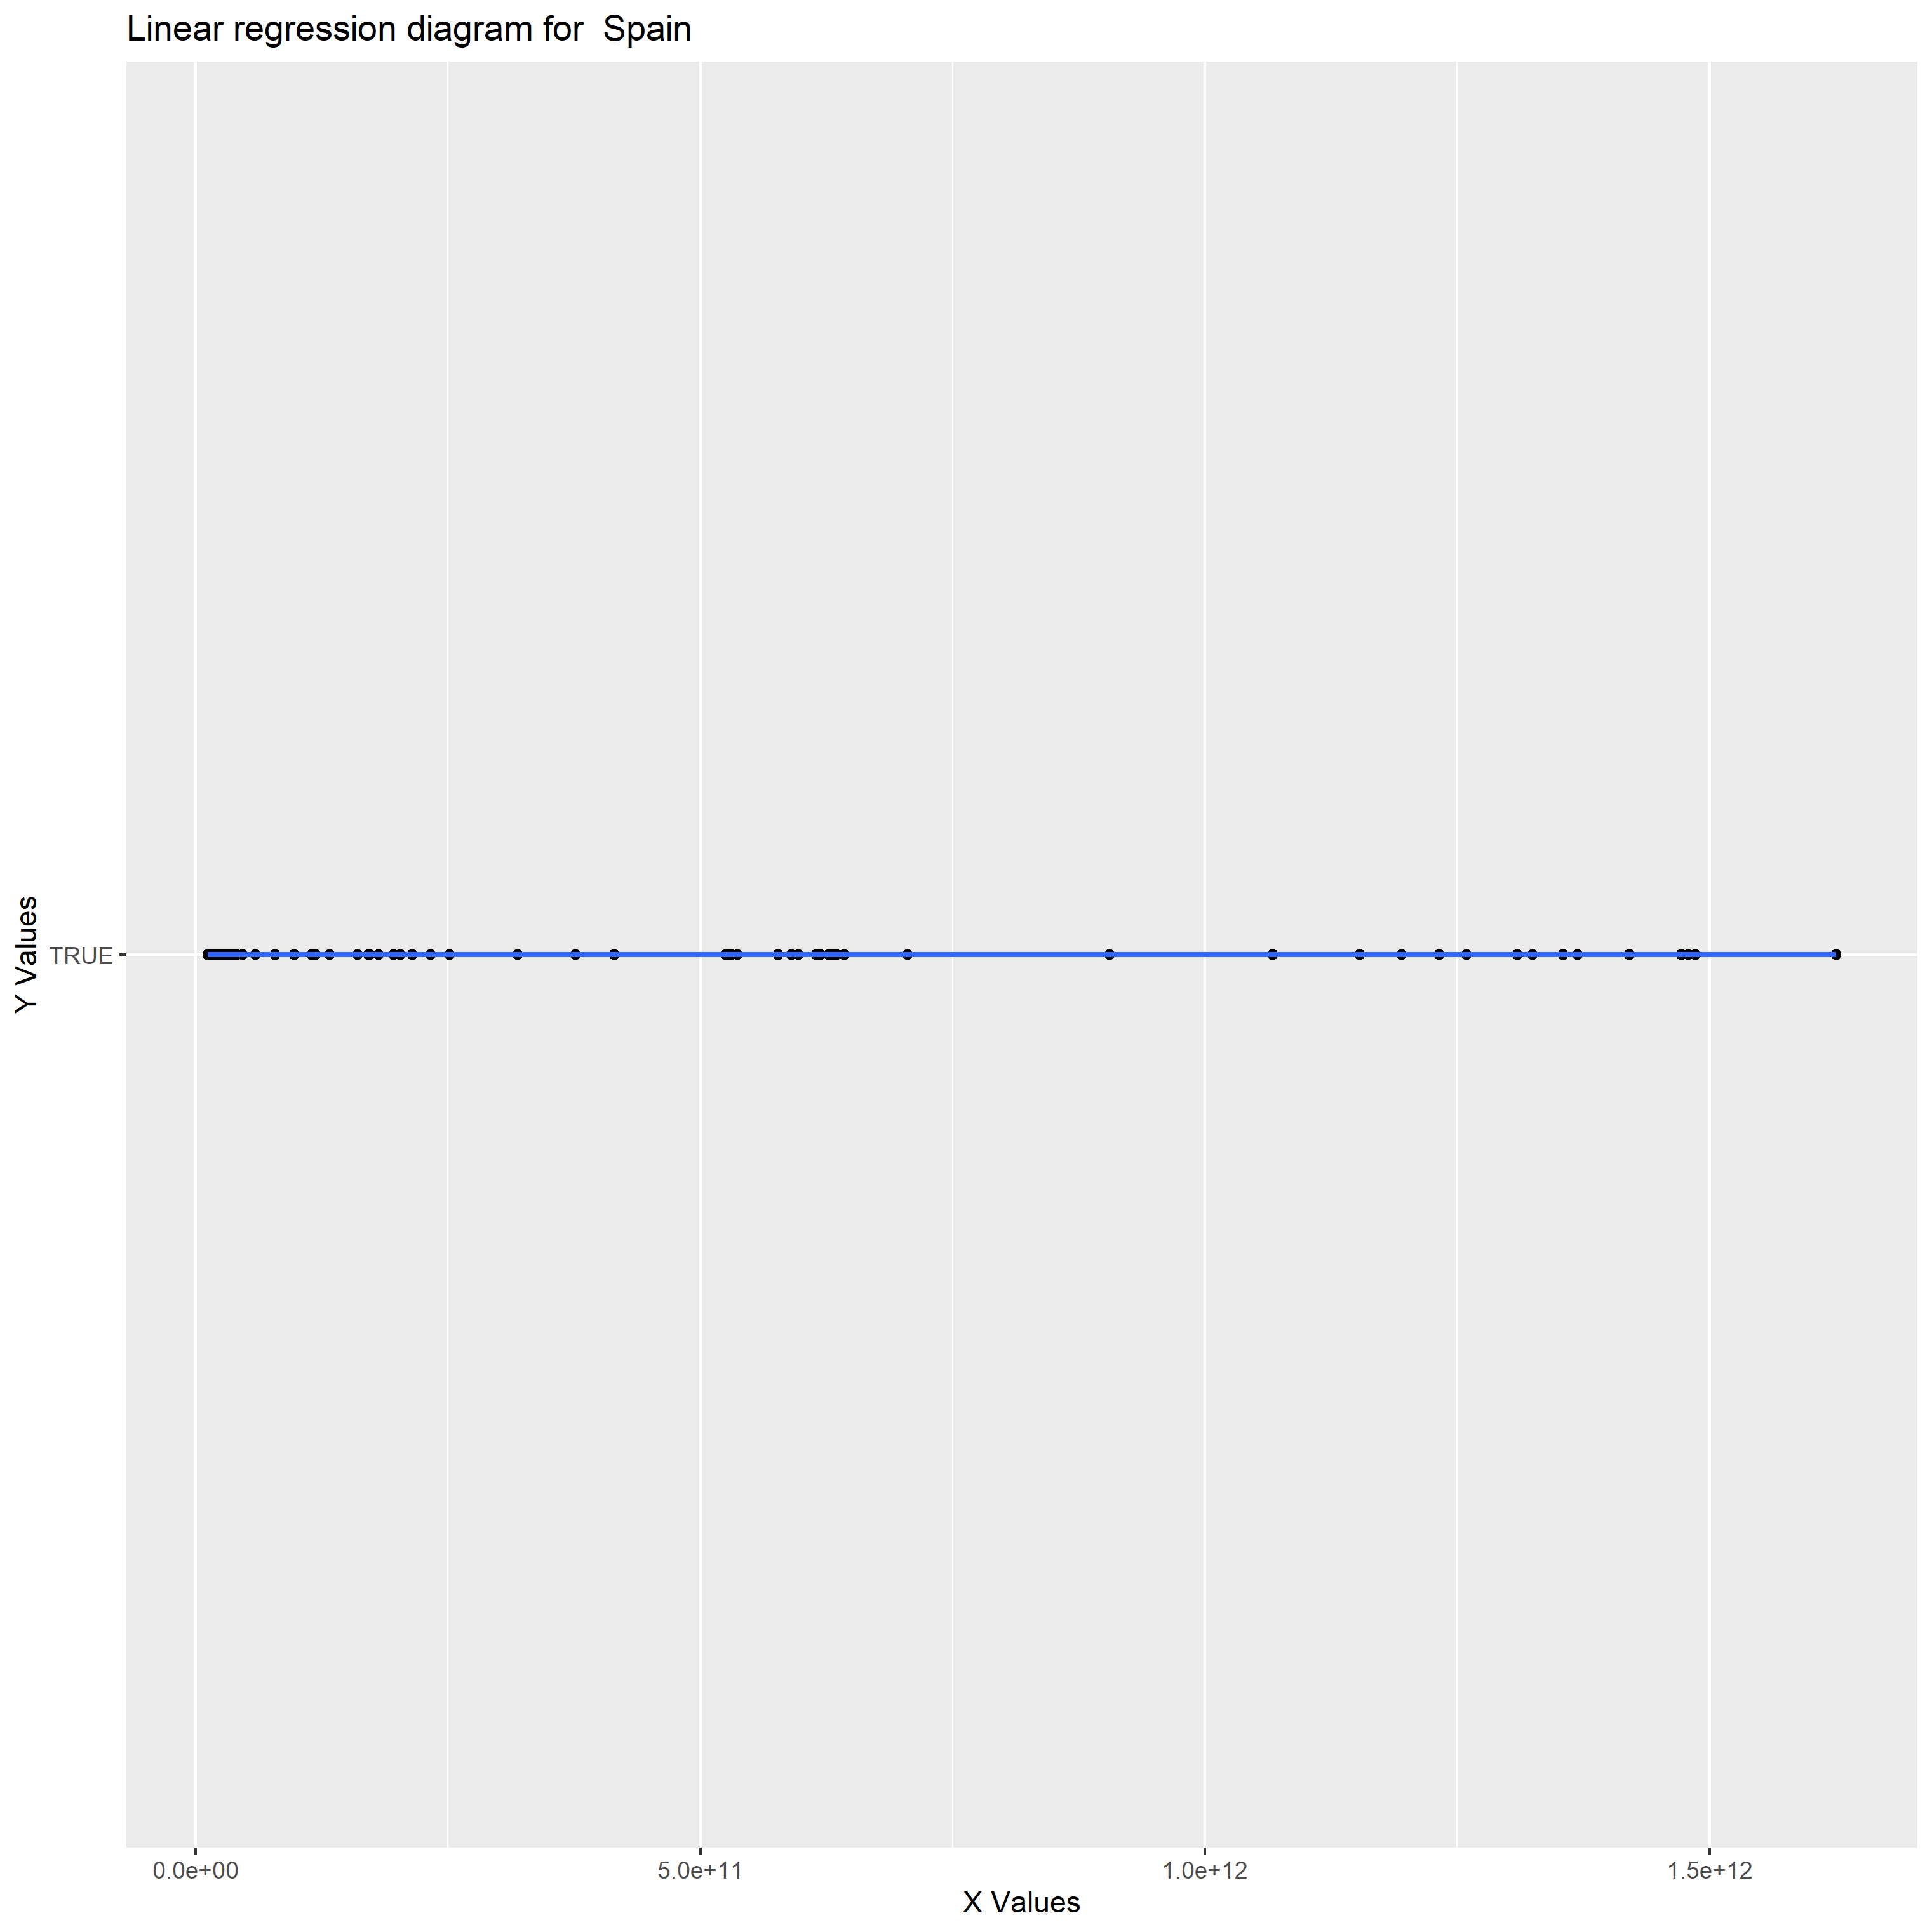 Linear regression diagram for  Spain
Y Values
TRUE
0.0e+00
5.0e+11
1.0e+12
1.5e+12
X Values